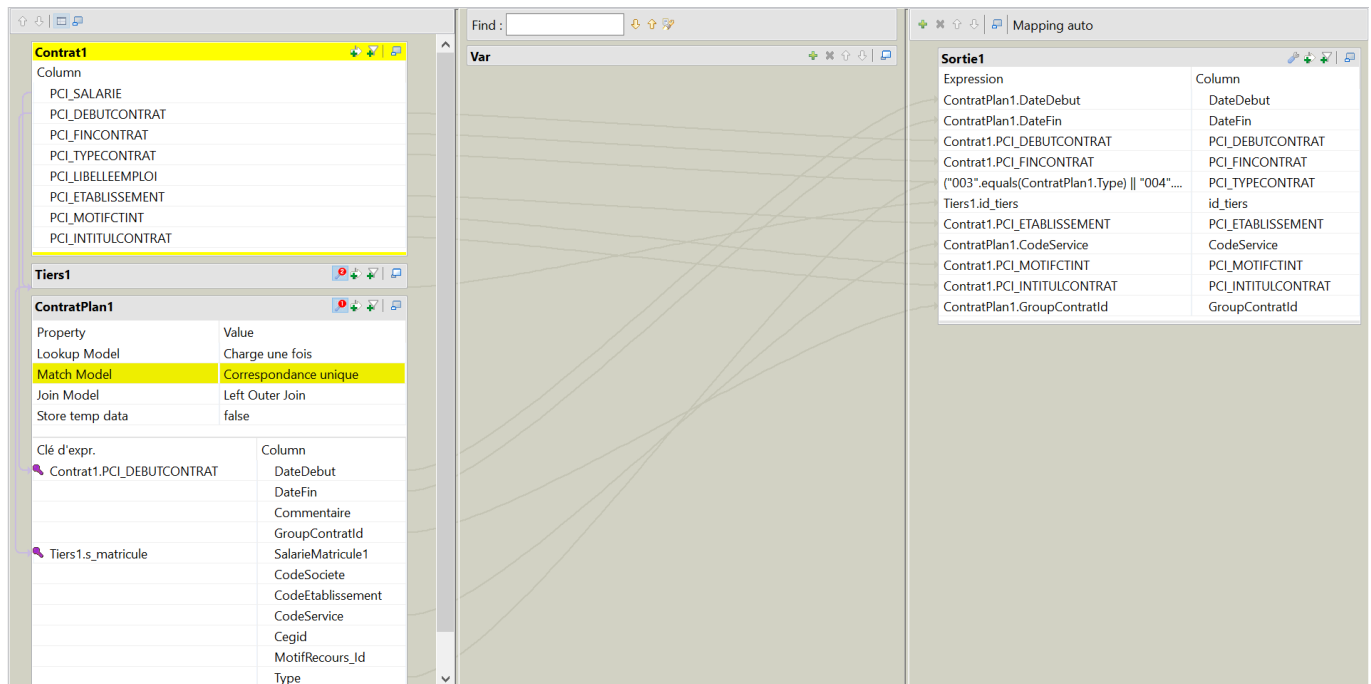 Contrat1
Column
PCI_SALARIE
PCI_DEBUTCONTRAT
PCI_FINCONTRAT
PCI_TYPECONTRAT
PCI_LIBELLEEMPLOI
PCI_ETABLISSEMENT
PCI_MOTIFCTINT
PCI_INTITULCONTRAT
Tiers1
2
ContratPlan1
1
Property Value
Lookup Model Charge une fois
Match Model Correspondance unique
Join Model Left Outer Join
Store temp data false
Clé d'expr. Column
Contrat1.PCI_DEBUTCONTRAT DateDebut
DateFin
Commentaire
GroupContratId
Tiers1.s_matricule SalarieMatricule1
CodeSociete
CodeEtablissement
CodeService
Cegid
MotifRecours_Id
Type
Find :
Var
Mapping auto
Sortie1
Expression Column
ContratPlan1.DateDebut DateDebut
ContratPlan1.DateFin DateFin
Contrat1.PCI_DEBUTCONTRAT PCI_DEBUTCONTRAT
Contrat1.PCI_FINCONTRAT PCI_FINCONTRAT
("003".equals(ContratPlan1.Type) || "004".... PCI_TYPECONTRAT
Tiers1.id_tiers id_tiers
Contrat1.PCI_ETABLISSEMENT PCI_ETABLISSEMENT
ContratPlan1.CodeService CodeService
Contrat1.PCI_MOTIFCTINT PCI_MOTIFCTINT
Contrat1.PCI_INTITULCONTRAT PCI_INTITULCONTRAT
ContratPlan1.GroupContratId GroupContratId